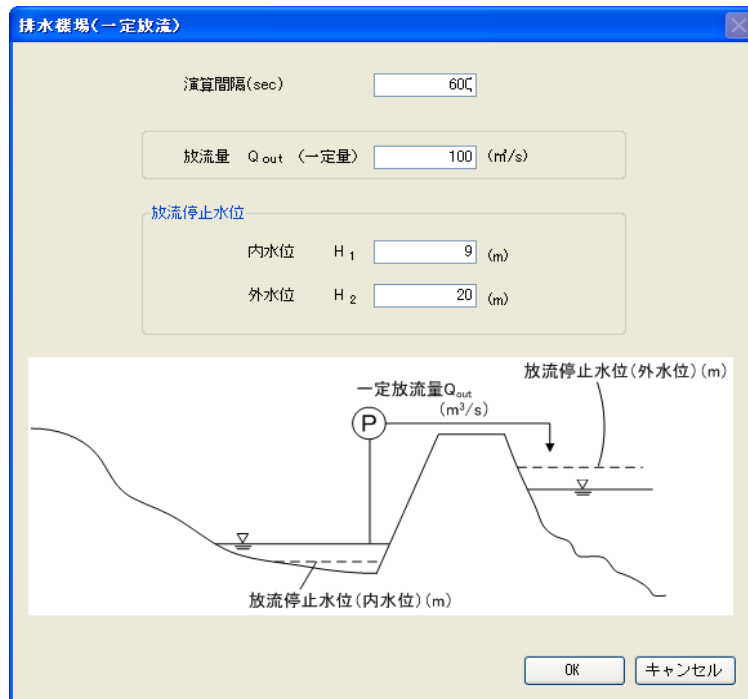 排水機場(一定放流)
演算間隔(sec) 600
放流量 Qout (一定量) 100 (㎥/s)
放流停止水位
内水位 H1 9 (m)
外水位 H2 20 (m)
放流停止水位(外水位)(m)
一定放流量Qout
(m³/s)
P
放流停止水位(内水位)(m)
OK キャンセル